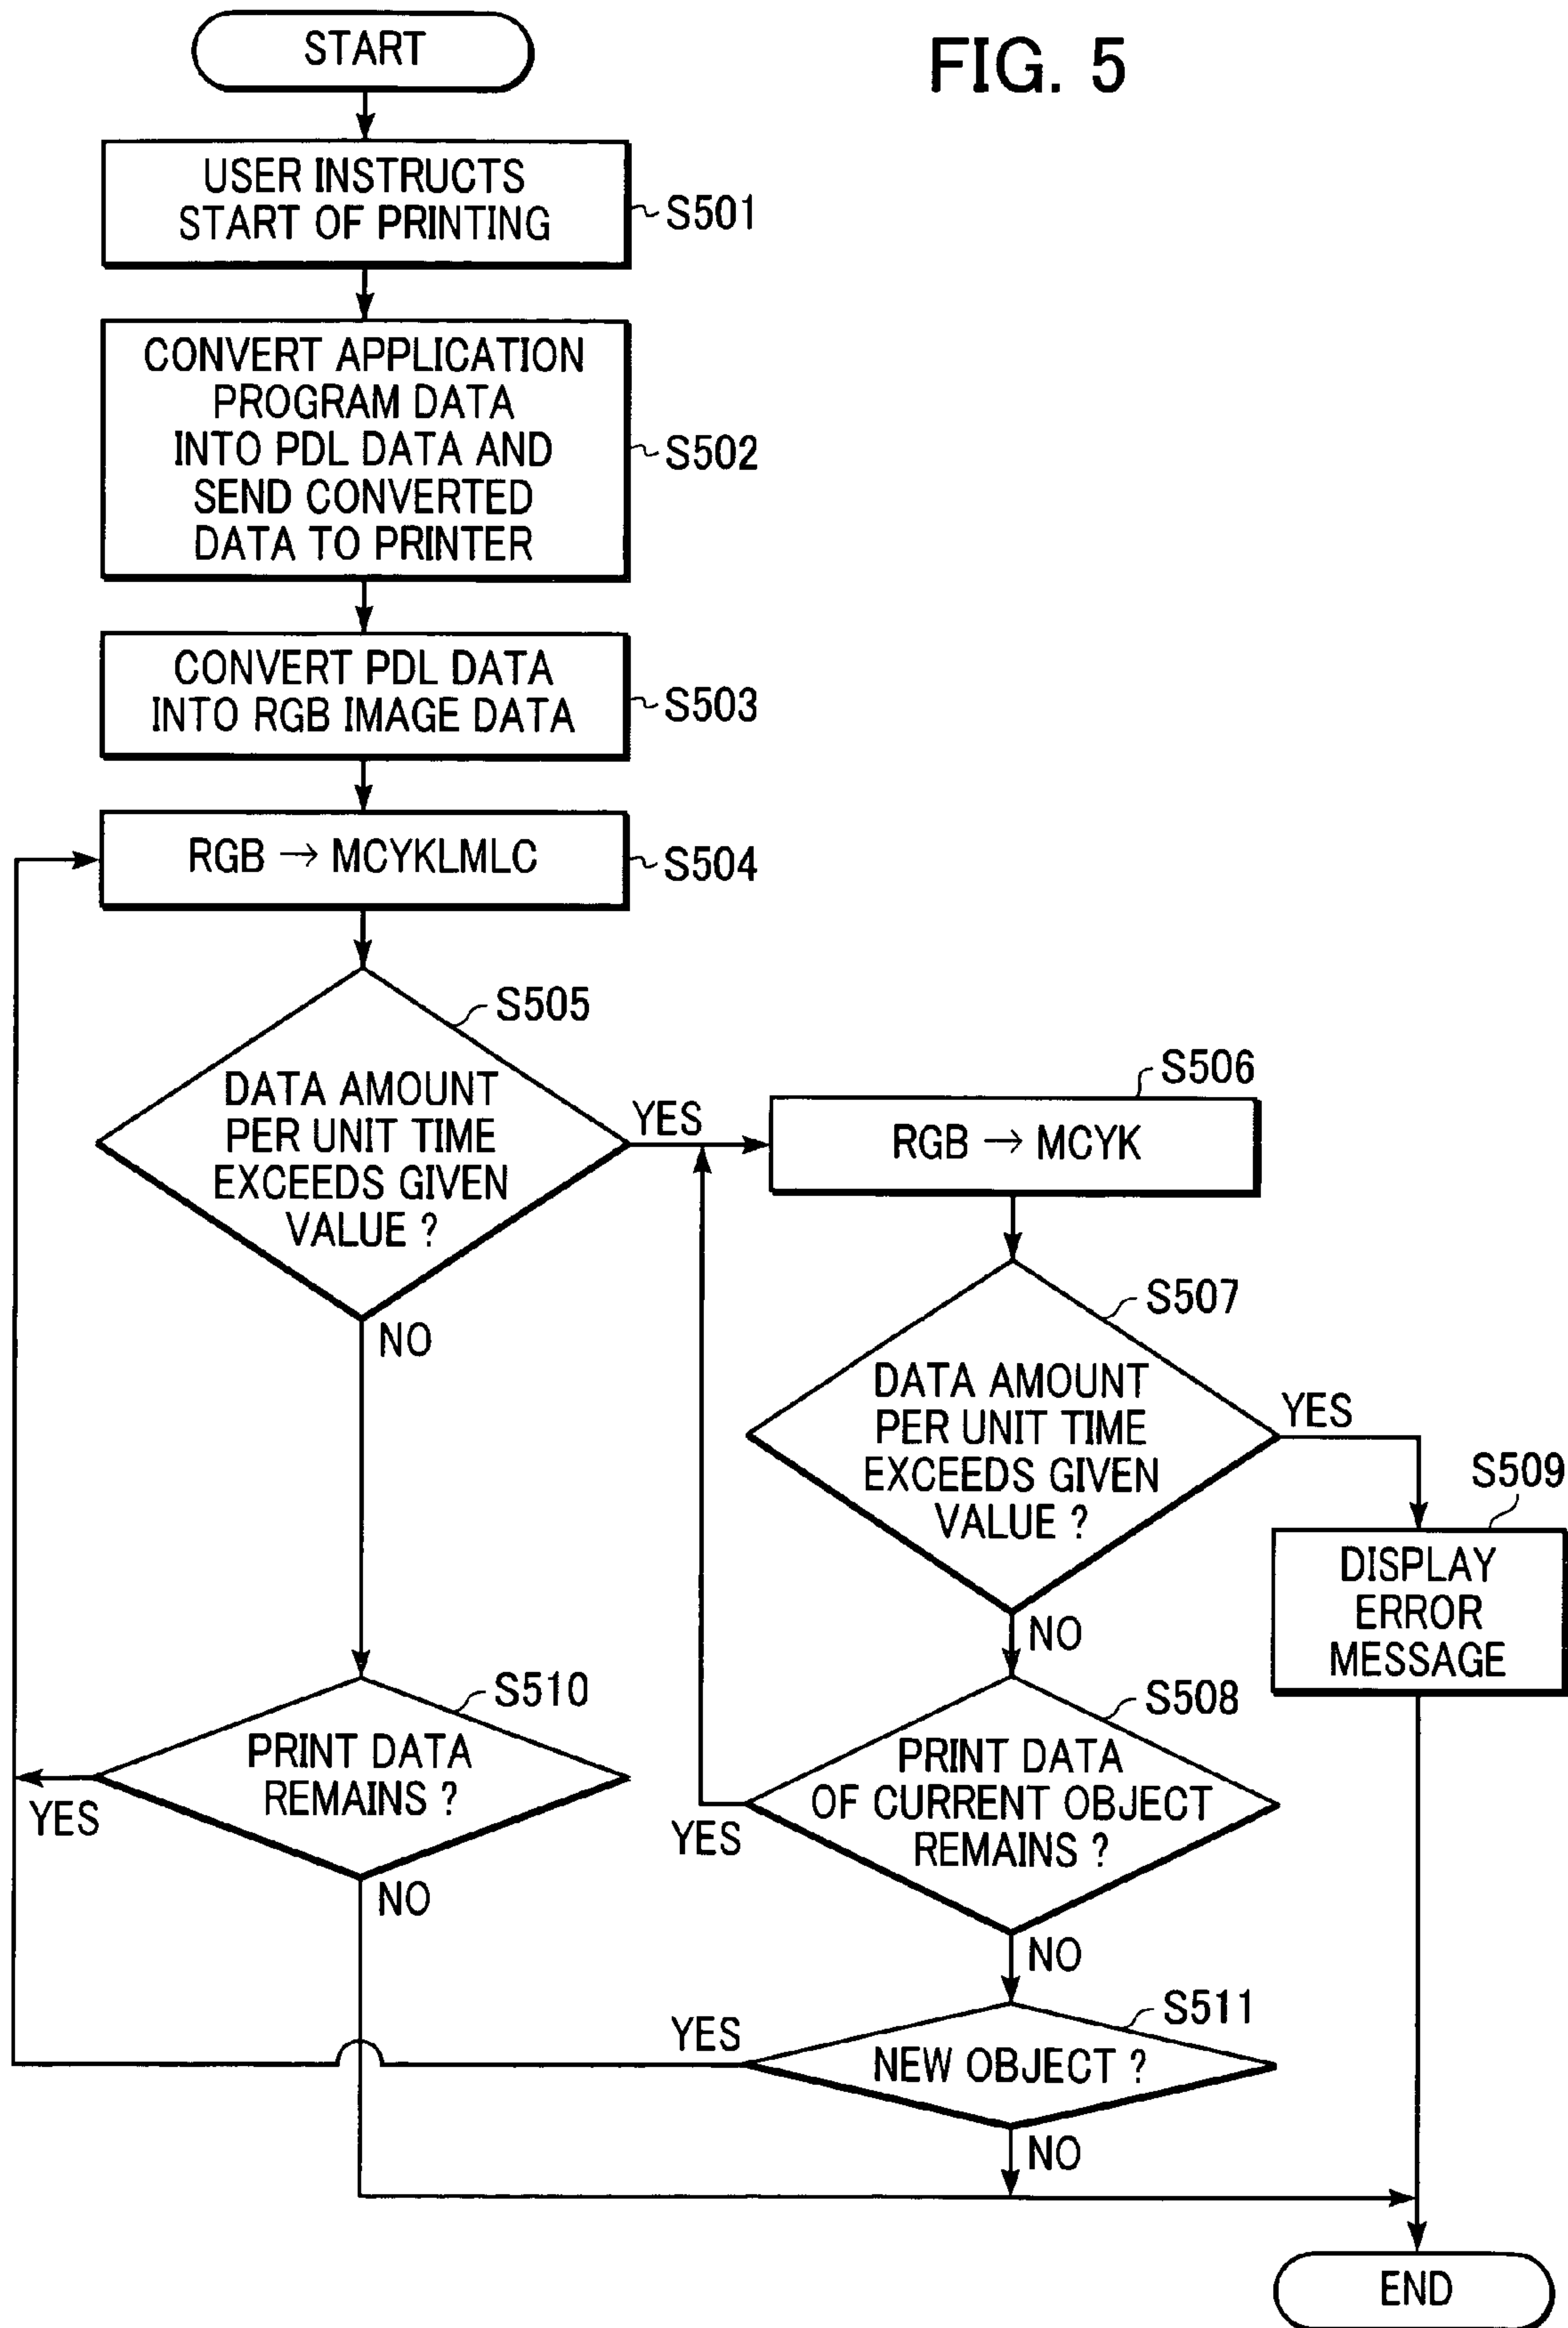 START
FIG. 5
USER INSTRUCTS
START OF PRINTING
S501
CONVERT APPLICATION
PROGRAM DATA
INTO PDL DATA AND
SEND CONVERTED
DATA TO PRINTER
S502
CONVERT PDL DATA
INTO RGB IMAGE DATA
S503
RGB → MCYKLMLC
S504
S505
DATA AMOUNT
PER UNIT TIME
EXCEEDS GIVEN
VALUE ?
YES
NO
S506
RGB → MCYK
S507
DATA AMOUNT
PER UNIT TIME
EXCEEDS GIVEN
VALUE ?
YES
NO
S509
DISPLAY
ERROR
MESSAGE
S510
PRINT DATA
REMAINS ?
YES
NO
S508
PRINT DATA
OF CURRENT OBJECT
REMAINS ?
YES
NO
S511
NEW OBJECT ?
YES
NO
END